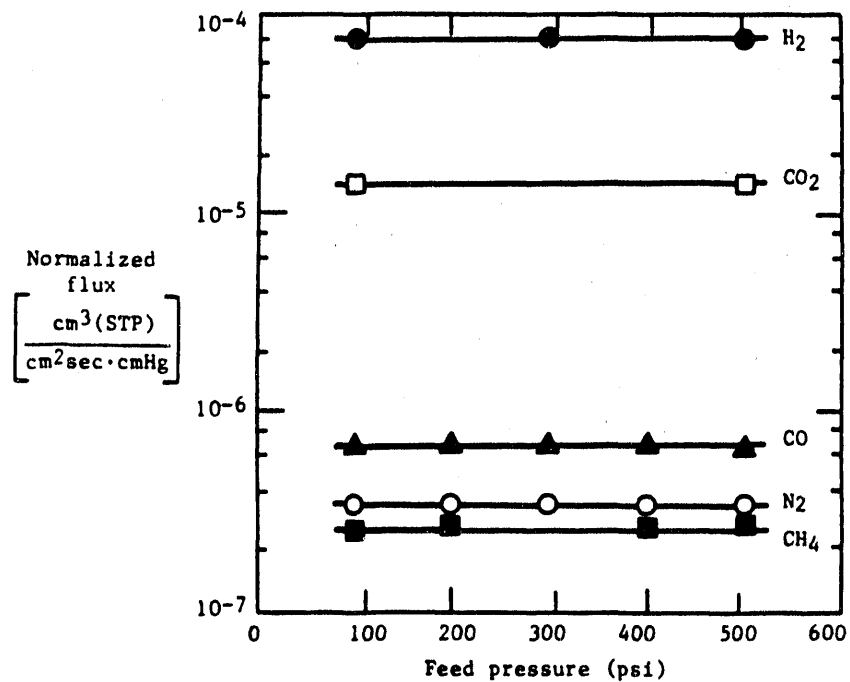 10-4
H2
CO2
10-5
Normalized
flux
cm3(STP)
cm2sec·cmHg
10-6
CO
N2
CH4
10-7
0 100 200 300 400 500 600
Feed pressure (psi)